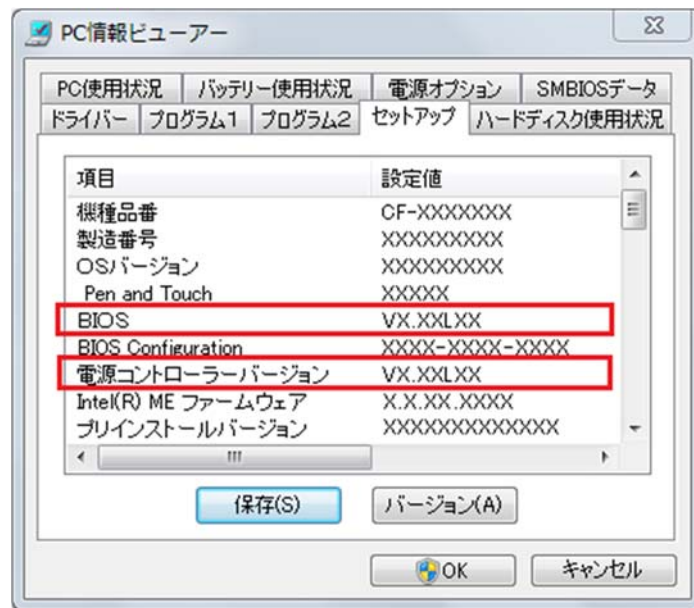 PC情報ビューアー
PC使用状況 バッテリー使用状況 電源オプション SMBIOSデータ
ドライバー プログラム1 プログラム2 セットアップ ハードディスク使用状況
項目 設定値
機種品番 CF-XXXXXXX
製造番号 XXXXXXXXXX
OSバージョン XXXXXXXXXX
Pen and Touch XXXXX
BIOS VX.XXLXX
BIOS Configuration XXXX-XXXX-XXXX
電源コントローラーバージョン VX.XXLXX
Intel(R) ME ファームウェア X.X.XX.XXXX
プリインストールバージョン XXXXXXXXXXXXX
保存(S) バージョン(A)
OK キャンセル